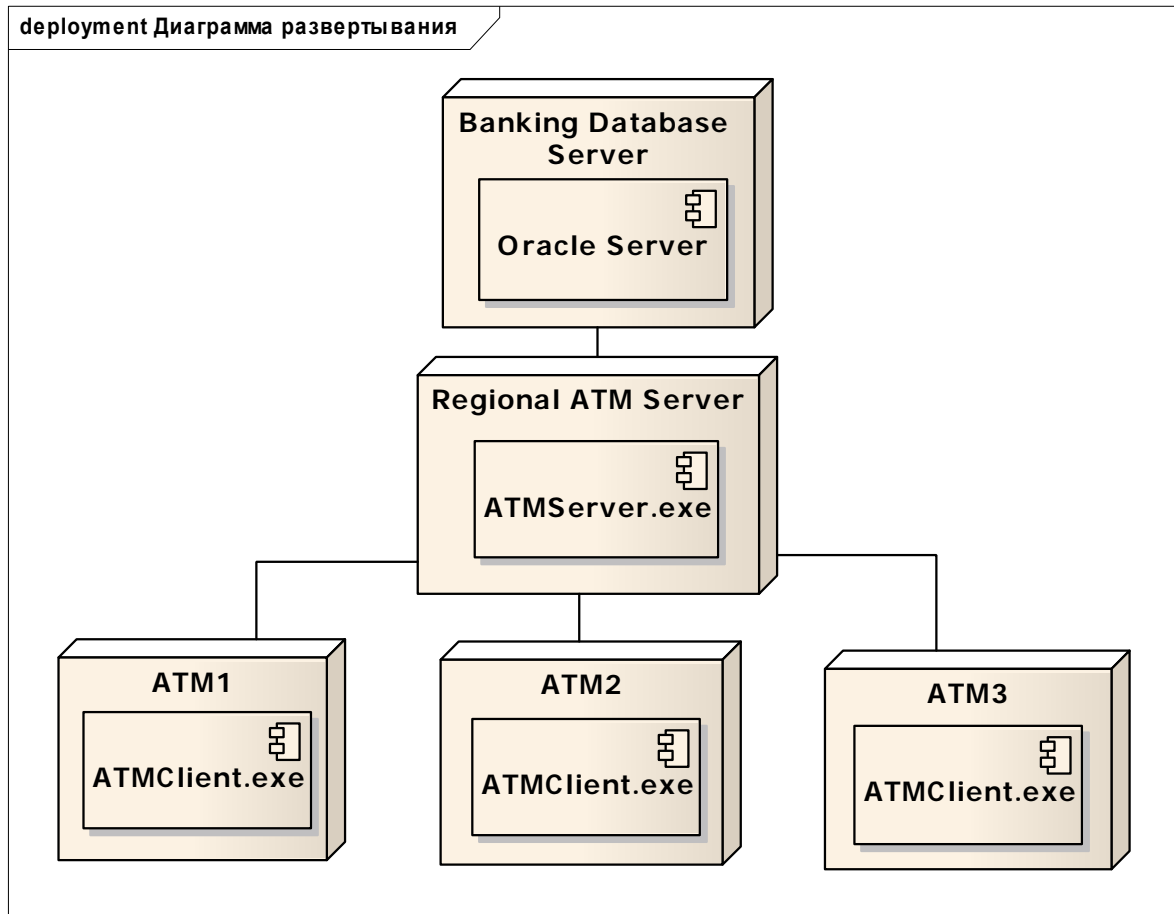 deployment Диаграмма развертывания
Banking Database
Server
Oracle Server
Regional ATM Server
ATMServer.exe
ATM1
ATMClient.exe
ATM2
ATMClient.exe
ATM3
ATMClient.exe